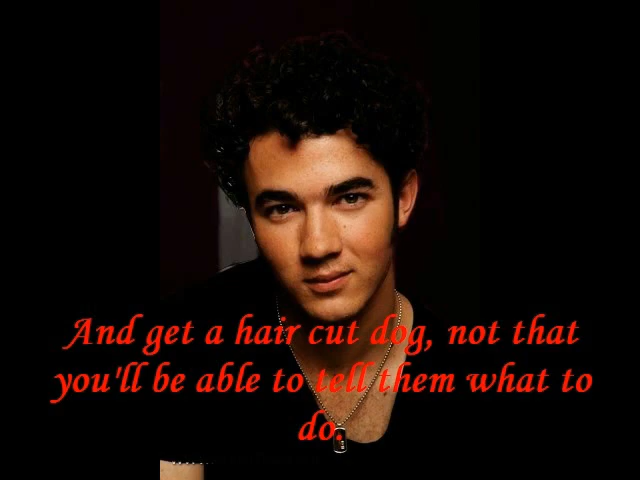 And get a hair cut dog, not that
you'll be able to tell them what to
do.